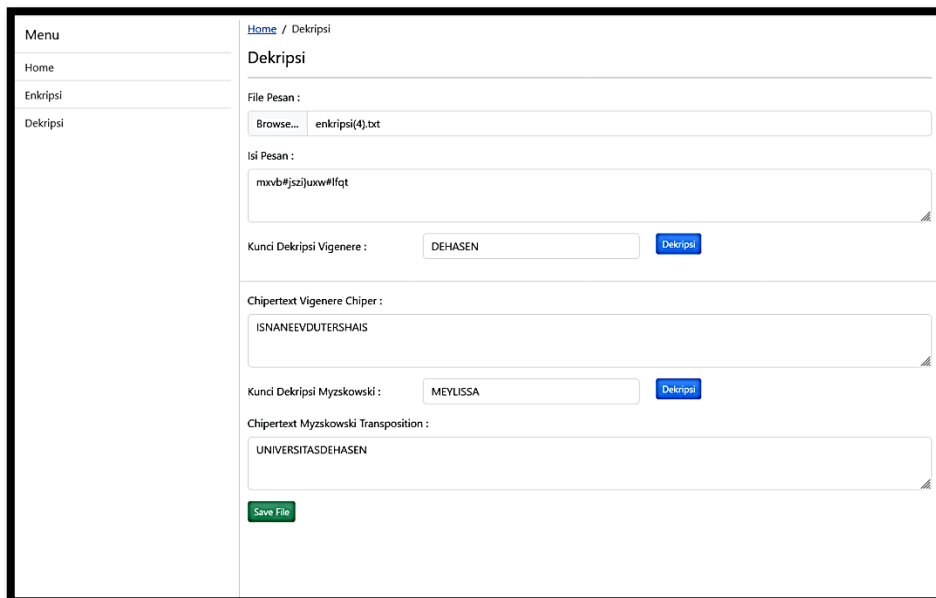 Menu
Home
Enkripsi
Dekripsi
Home / Dekripsi
Dekripsi
File Pesan :
Browse... enkripsi(4).txt
Isi Pesan :
mxvb#jszi}uxw#lfqt
Kunci Dekripsi Vigenere : DEHASEN Dekripsi
Chipertext Vigenere Chiper :
ISNANEEVDUTERSHAIS
Kunci Dekripsi Myzskowski : MEYLISSA Dekripsi
Chipertext Myzskowski Transposition :
UNIVERSITASDEHASEN
Save File